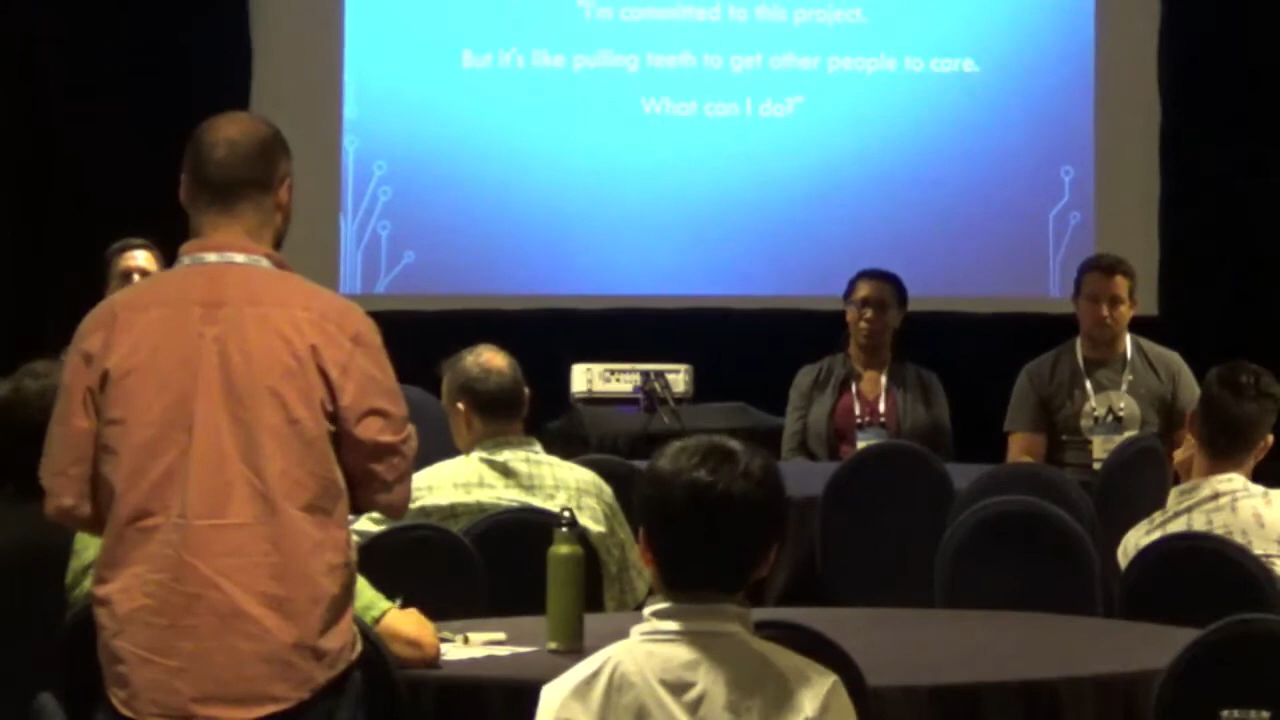 "I'm committed to this project.
But it's like pulling teeth to get other people to care.
What can I do?"